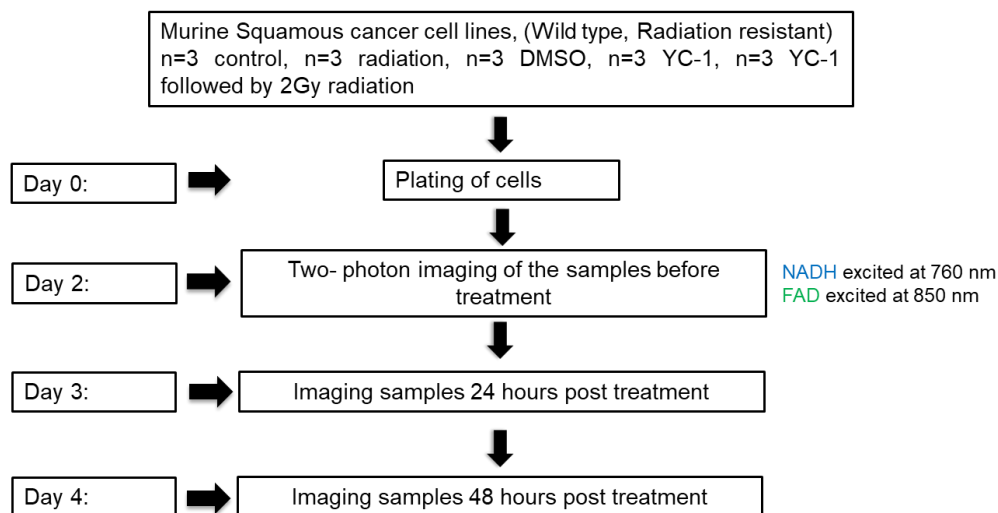 Murine Squamous cancer cell lines, (Wild type, Radiation resistant)
n=3 control, n=3 radiation, n=3 DMSO, n=3 YC-1, n=3 YC-1
followed by 2Gy radiation
Day 0:
Plating of cells
Day 2:
Two- photon imaging of the samples before
treatment
NADH excited at 760 nm
FAD excited at 850 nm
Day 3:
Imaging samples 24 hours post treatment
Day 4:
Imaging samples 48 hours post treatment